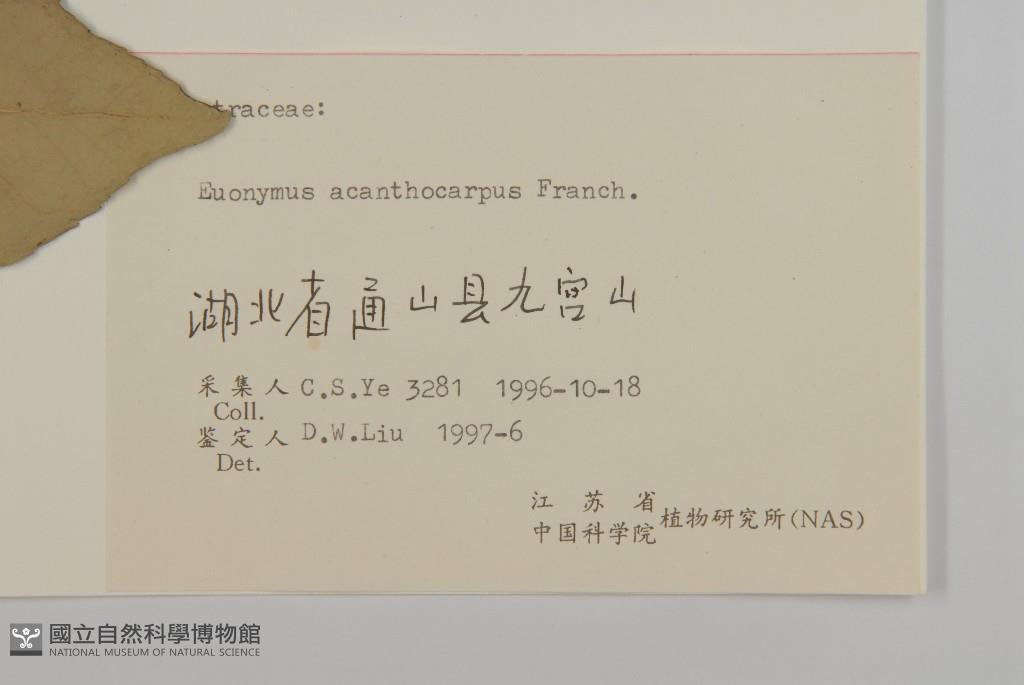 traceae:
Euonymus acanthocarpus Franch.
湖北省通山县九宫山
采集人 C.S.Ye 3281 1996-10-18
Coll.
鉴定人 D.W.Liu 1997-6
Det.
江苏省
中国科学院 植物研究所(NAS)
國立自然科學博物館
NATIONAL MUSEUM OF NATURAL SCIENCE